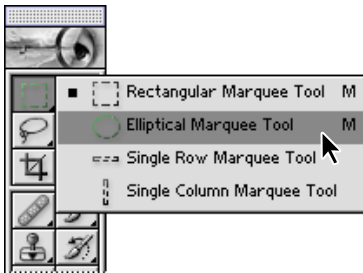 Rectangular Marquee Tool M
Elliptical Marquee Tool M
Single Row Marquee Tool
Single Column Marquee Tool